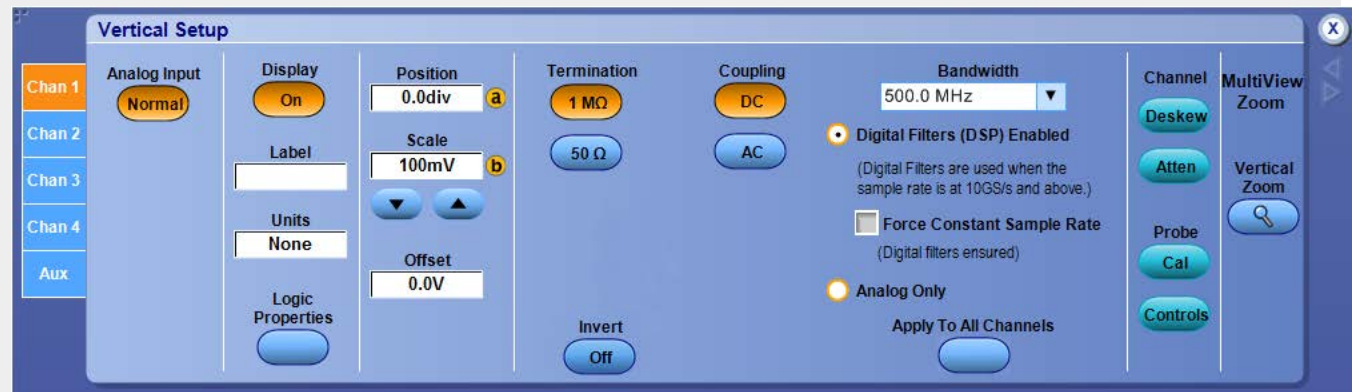 Vertical Setup
X
Chan 1
Chan 2
Chan 3
Chan 4
Aux
Analog Input
Normal
Display
On
Label
Units
None
Logic
Properties
Position
0.0div
a
Scale
100mV
b
Offset
0.0V
Termination
1 MΩ
50 Ω
Invert
Off
Coupling
DC
AC
Bandwidth
500.0 MHz
Digital Filters (DSP) Enabled
(Digital Filters are used when the
sample rate is at 10GS/s and above.)
Force Constant Sample Rate
(Digital filters ensured)
Analog Only
Apply To All Channels
Channel
Deskew
Atten
Probe
Cal
Controls
MultiView
Zoom
Vertical
Zoom